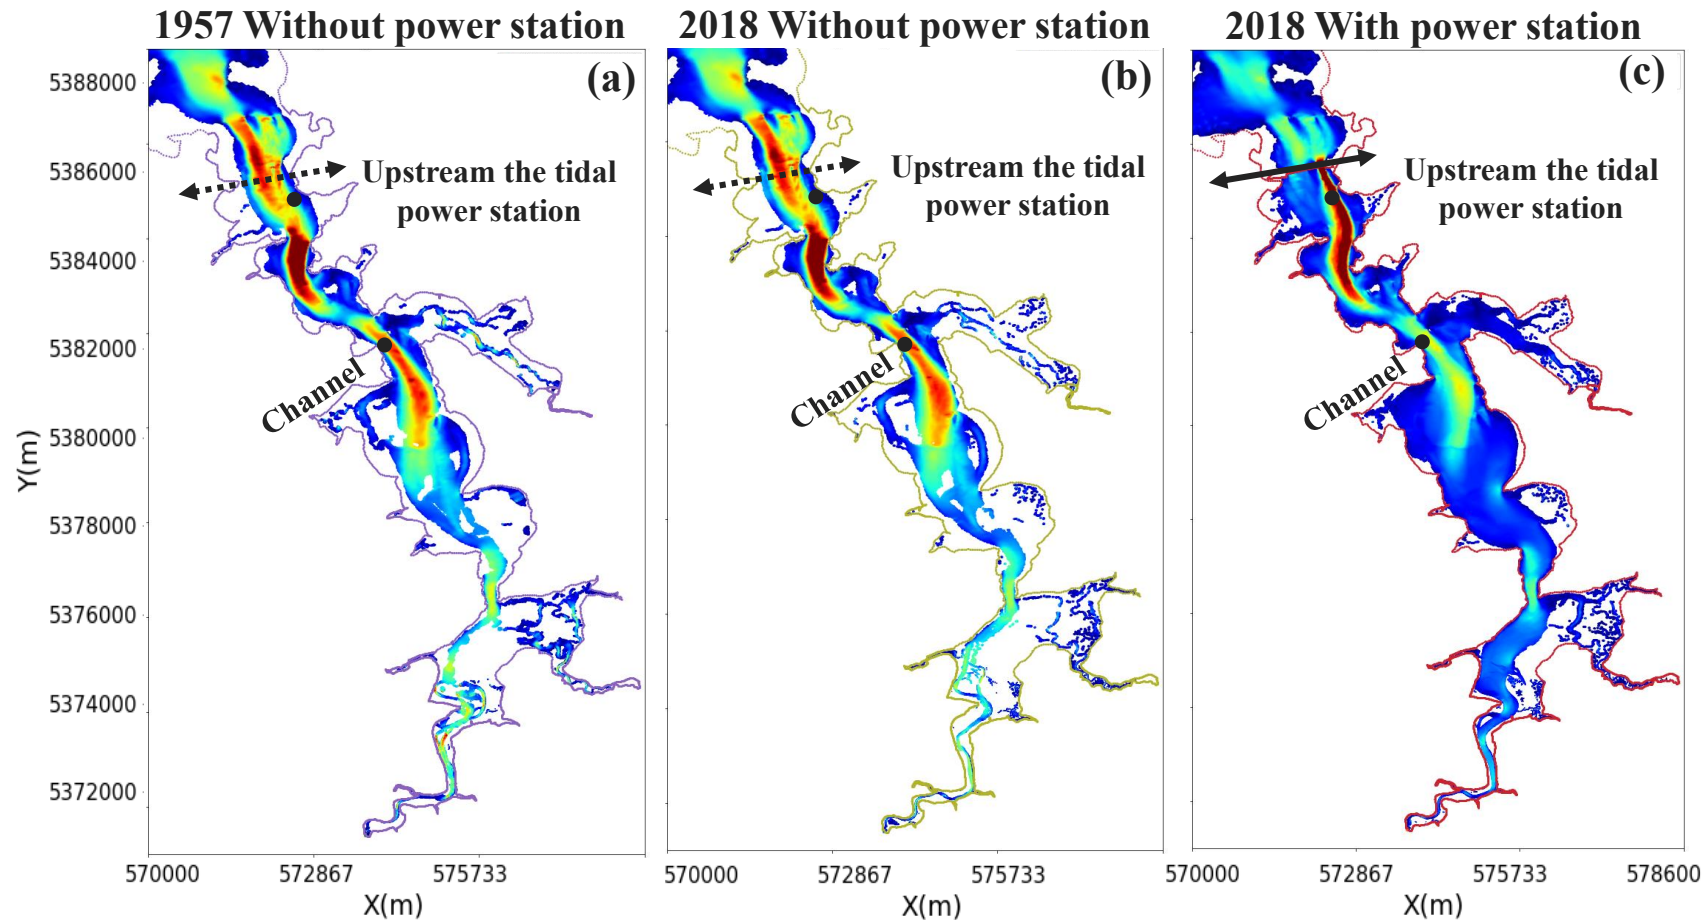 1957 Without power station
2018 Without power station
2018 With power station
(a)
(b)
(c)
5388000
5386000
5384000
5382000
5380000
5378000
5376000
5374000
5372000
Y(m)
Upstream the tidal
power station
Upstream the tidal
power station
Upstream the tidal
power station
Channel
Channel
Channel
570000
572867
575733
570000
572867
575733
570000
572867
575733
578600
X(m)
X(m)
X(m)